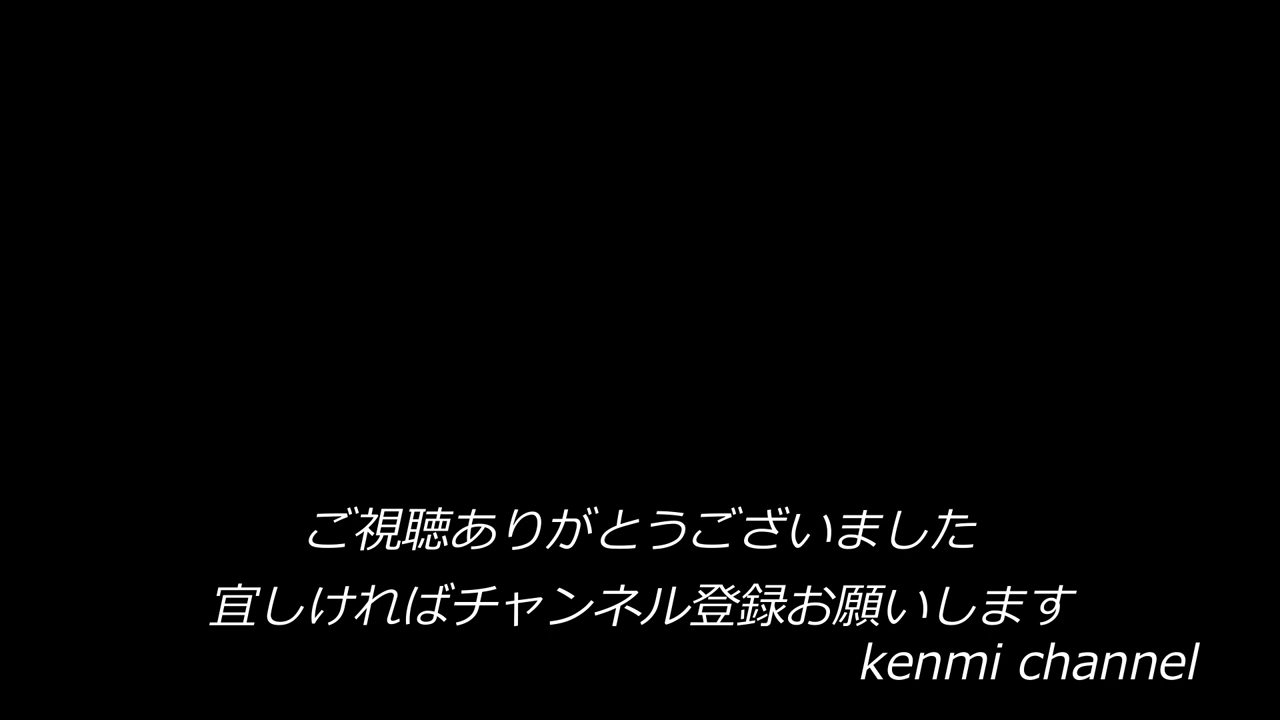 ご視聴ありがとうございました
宜しければチャンネル登録お願いします
kenmi channel